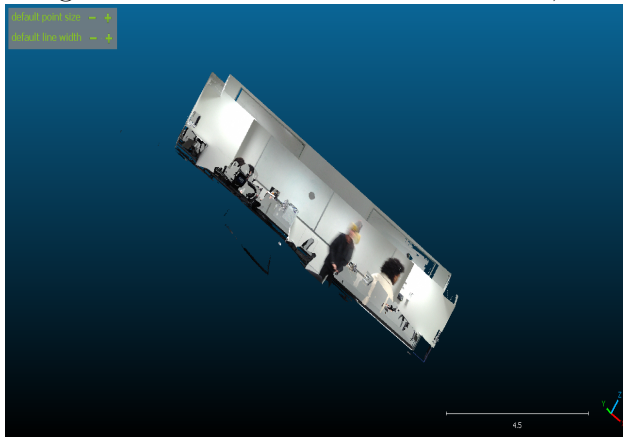 default point size − +
default line width − +
4.5
Z
Y